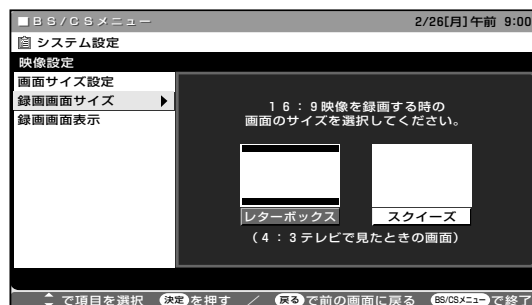 ■BS/CSメニュー 2/26[月]午前 9:00
システム設定
映像設定
画面サイズ設定
録画画面サイズ ▶
録画画面表示
16:9映像を録画する時の
画面のサイズを選択してください。
レターボックス スクイーズ
(4:3テレビで見たときの画面)
で項目を選択 決定を押す / 戻るで前の画面に戻る BS/CSメニューで終了